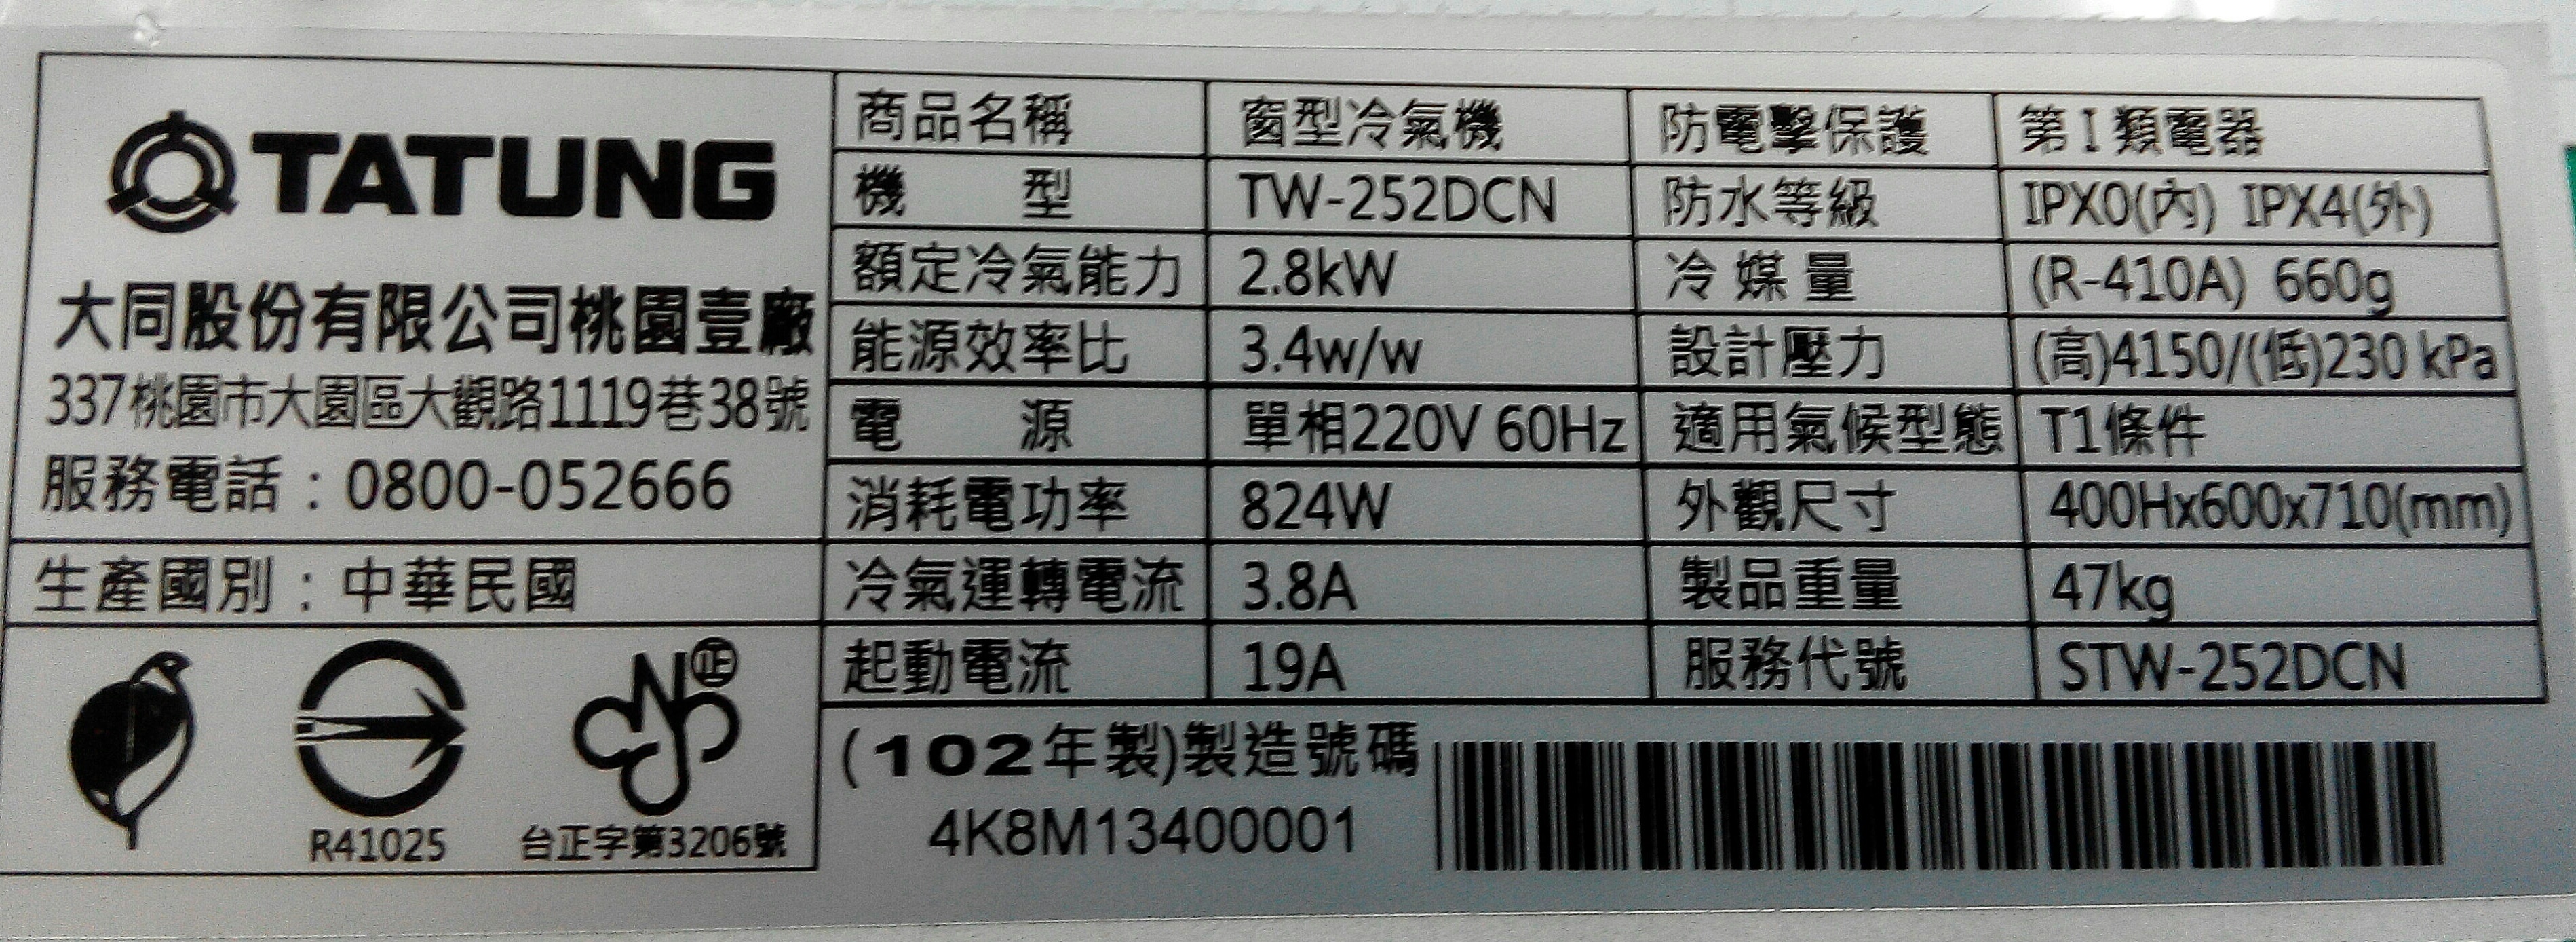 TATUNG
大同股份有限公司桃園壹廠
337桃園市大園區大觀路1119巷38號
服務電話：0800-052666
生產國別：中華民國
R41025
正
台正字第3206號
商品名稱 窗型冷氣機 防電擊保護 第 I 類電器
機 型 TW-252DCN 防水等級 IPX0(內) IPX4(外)
額定冷氣能力 2.8kW 冷媒量 (R-410A) 660g
能源效率比 3.4w/w 設計壓力 (高)4150/(低)230 kPa
電 源 單相220V 60Hz 適用氣候型態 T1條件
消耗電功率 824W 外觀尺寸 400Hx600x710(mm)
冷氣運轉電流 3.8A 製品重量 47kg
起動電流 19A 服務代號 STW-252DCN
(102年製)製造號碼
4K8M13400001